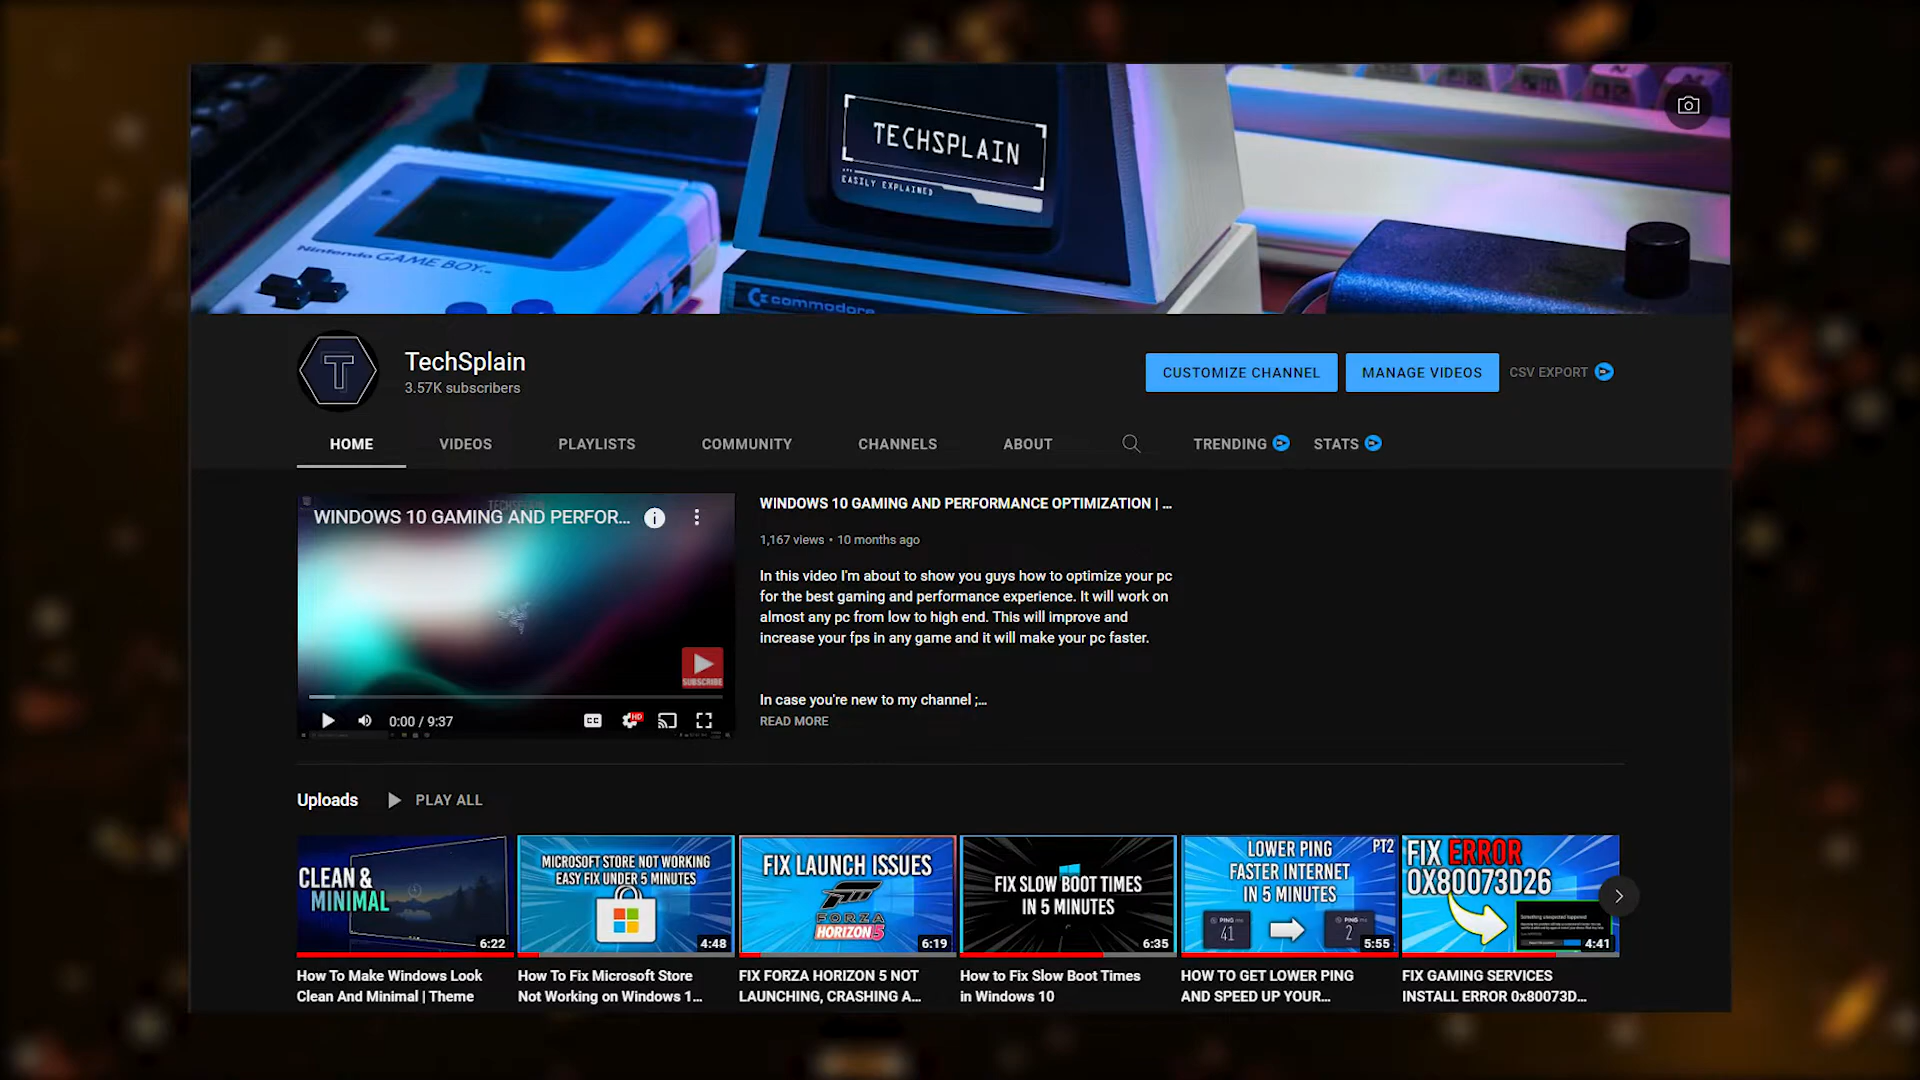 TECHSPLAIN
EASILY EXPLAINED
Nintendo GAME BOY
commodore
TechSplain
3.57K subscribers
CUSTOMIZE CHANNEL
MANAGE VIDEOS
CSV EXPORT
HOME
VIDEOS
PLAYLISTS
COMMUNITY
CHANNELS
ABOUT
TRENDING
STATS
WINDOWS 10 GAMING AND PERFOR...
SUBSCRIBE
0:00 / 9:37
CC
HD
WINDOWS 10 GAMING AND PERFORMANCE OPTIMIZATION | ...
1,167 views • 10 months ago
In this video I'm about to show you guys how to optimize your pc
for the best gaming and performance experience. It will work on
almost any pc from low to high end. This will improve and
increase your fps in any game and it will make your pc faster.
In case you're new to my channel ;...
READ MORE
Uploads
PLAY ALL
CLEAN &
MINIMAL
6:22
How To Make Windows Look
Clean And Minimal | Theme
MICROSOFT STORE NOT WORKING
EASY FIX UNDER 5 MINUTES
4:48
How To Fix Microsoft Store
Not Working on Windows 1...
FIX LAUNCH ISSUES
FORZA
HORIZON 5
6:19
FIX FORZA HORIZON 5 NOT
LAUNCHING, CRASHING A...
FIX SLOW BOOT TIMES
IN 5 MINUTES
6:35
How to Fix Slow Boot Times
in Windows 10
LOWER PING
PT2
FASTER INTERNET
IN 5 MINUTES
PING ms
41
PING ms
2
5:55
HOW TO GET LOWER PING
AND SPEED UP YOUR...
FIX ERROR
0X80073D26
Something unexpected happened
4:41
FIX GAMING SERVICES
INSTALL ERROR 0x80073D...